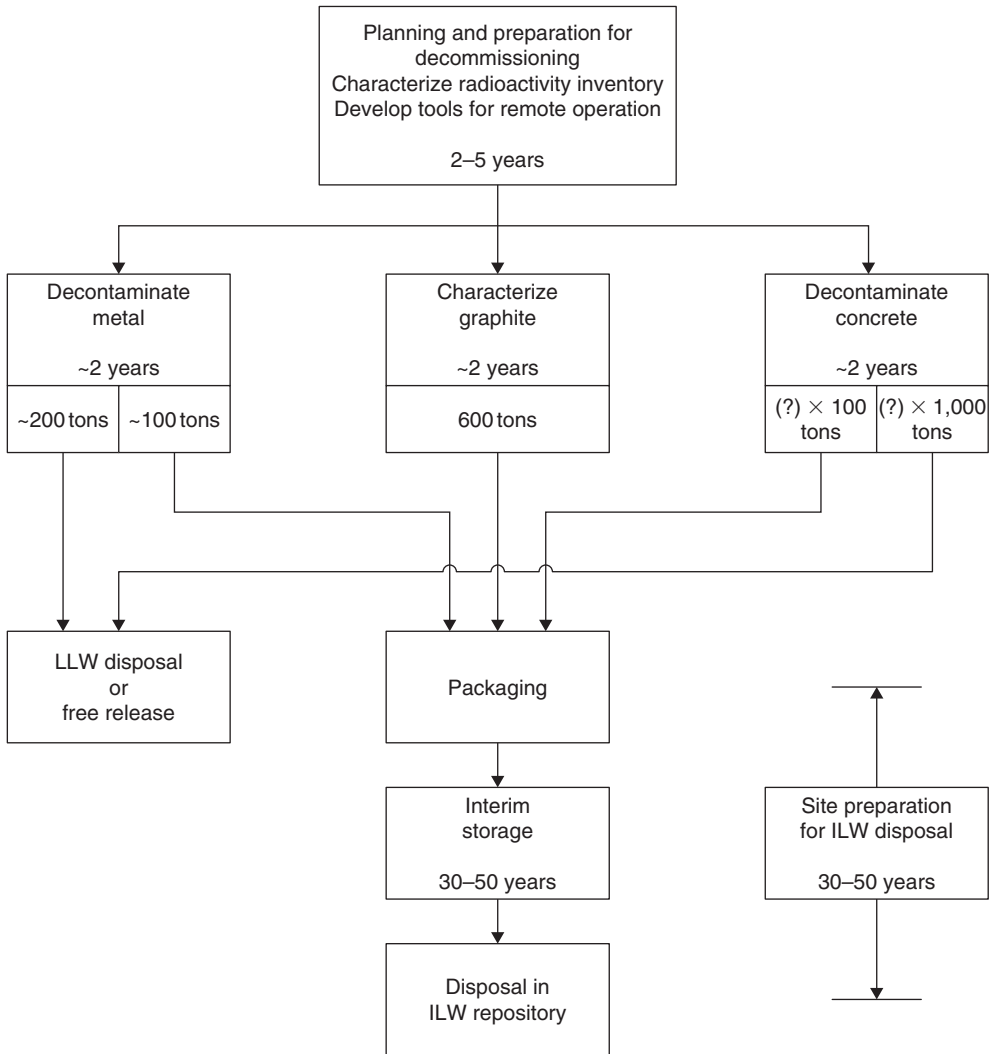 Planning and preparation for
decommissioning
Characterize radioactivity inventory
Develop tools for remote operation
2–5 years
Decontaminate
metal
~2 years
~200 tons
~100 tons
Characterize
graphite
~2 years
600 tons
Decontaminate
concrete
~2 years
(?) × 100
tons
(?) × 1,000
tons
LLW disposal
or
free release
Packaging
Interim
storage
30–50 years
Site preparation
for ILW disposal
30–50 years
Disposal in
ILW repository